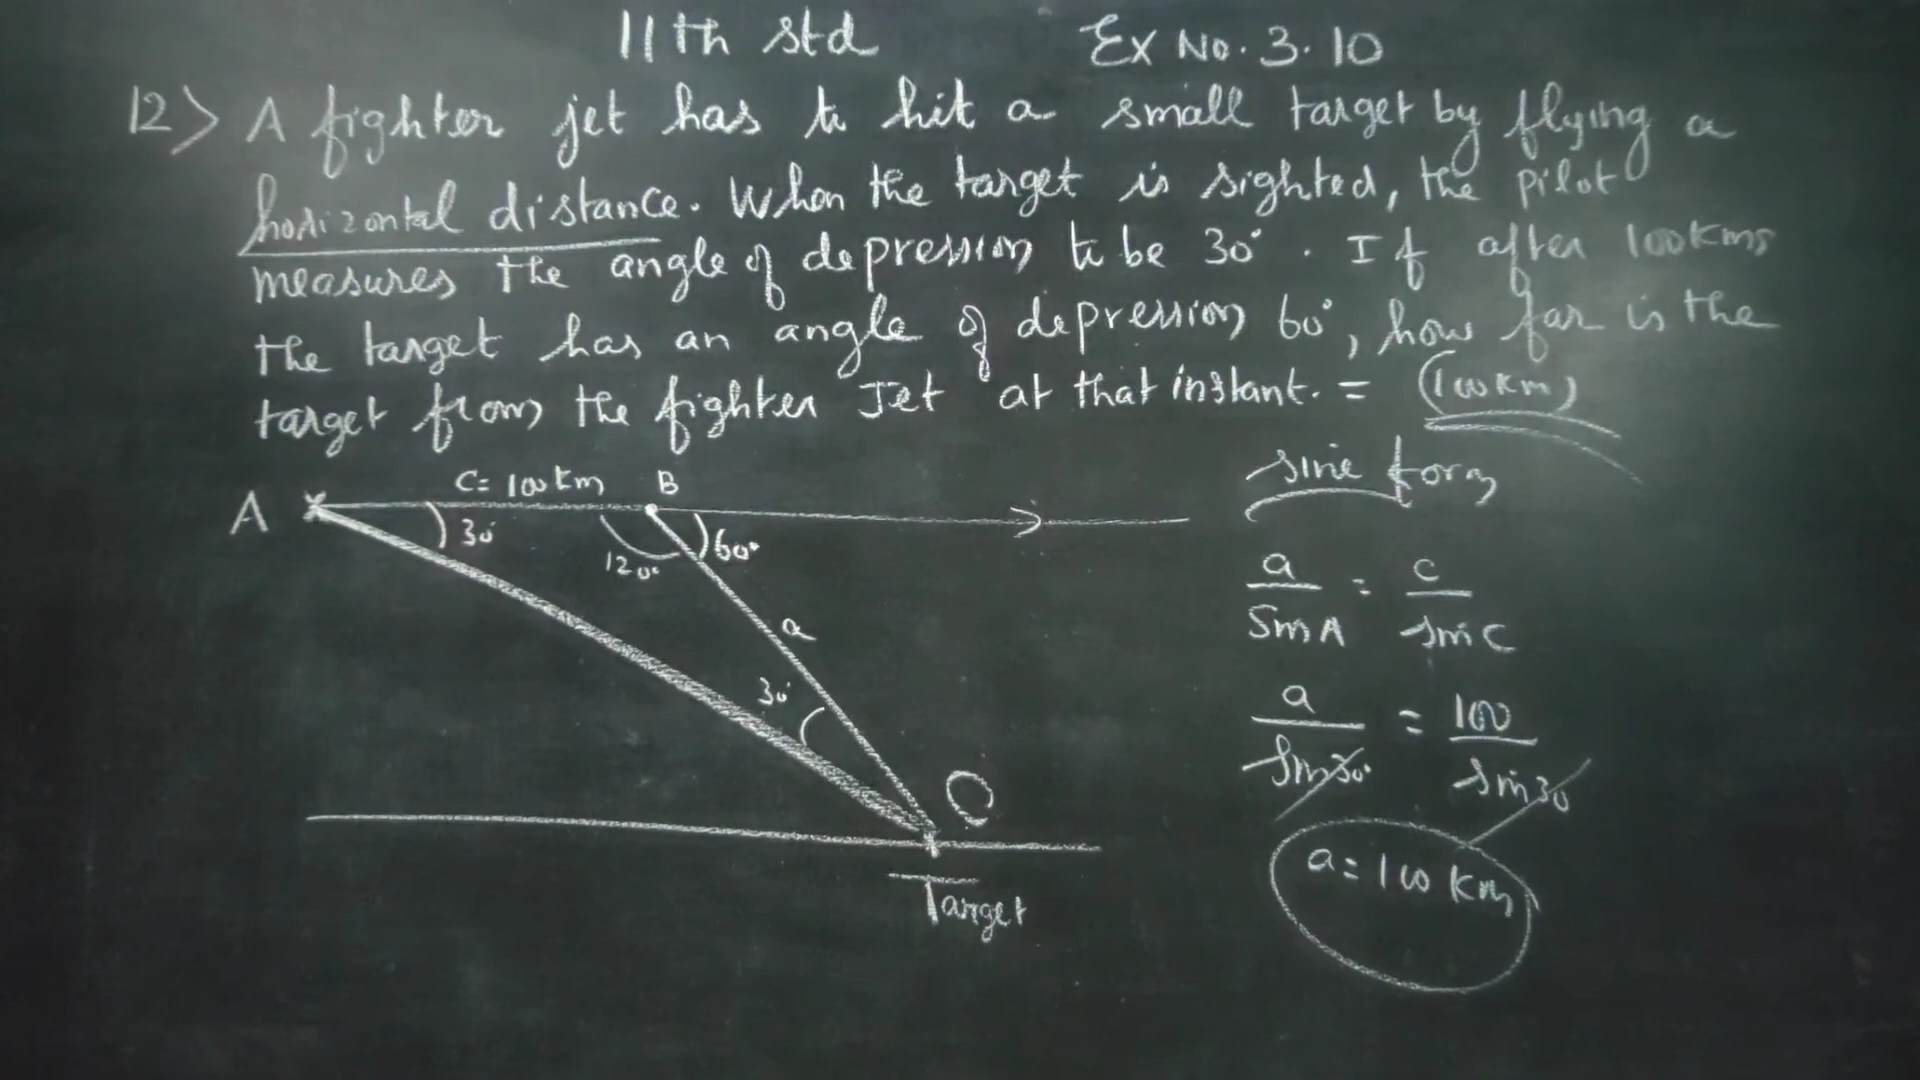 11th std Ex No. 3.10
12) A fighter jet has to hit a small target by flying a
horizontal distance. When the target is sighted, the pilot
measures the angle of depression to be 30°. If after 100kms
the target has an angle of depression 60°, how far is the
target from the fighter Jet at that instant. = (100km)
sine form
A C= 100km B
30°
120°
60°
a
30°
C
Target
a/Sin A = c/sin C
a/sin30° = 100/sin30
a=100km